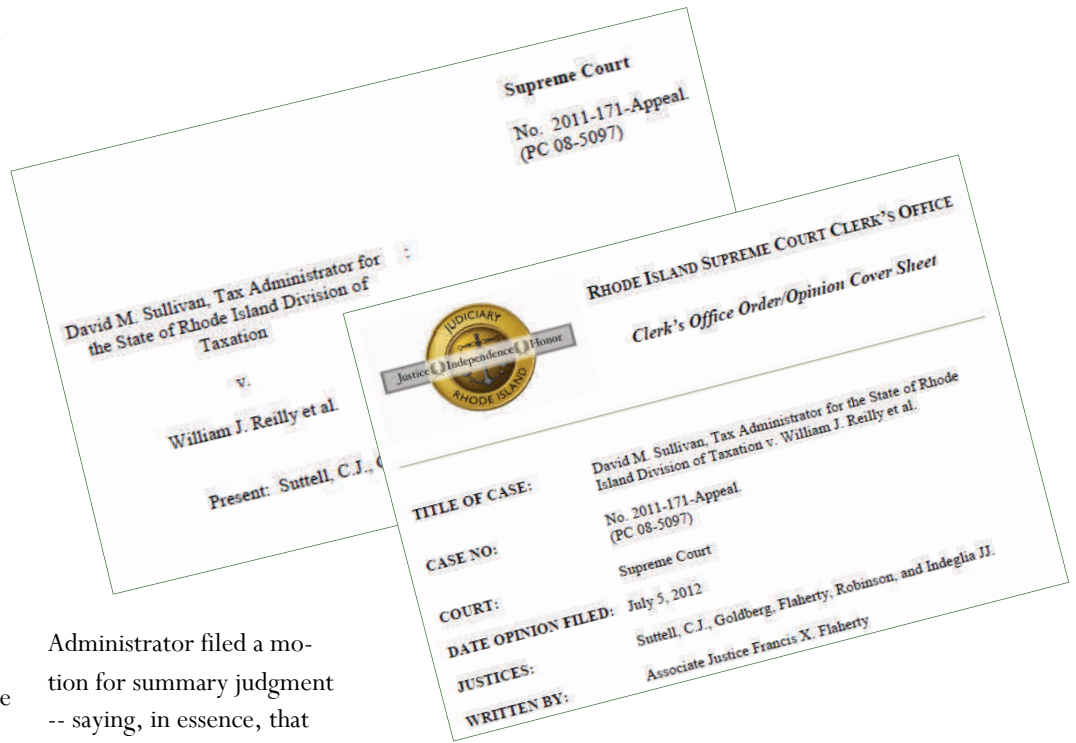 Supreme Court
No. 2011-171-Appeal.
(PC 08-5097)
David M. Sullivan, Tax Administrator for :
the State of Rhode Island Division of
Taxation
v.
William J. Reilly et al.
Present: Suttell, C.J.,
RHODE ISLAND SUPREME COURT CLERK'S OFFICE
Clerk's Office Order/Opinion Cover Sheet
JUDICIARY
Justice Independence Honor
RHODE ISLAND
TITLE OF CASE:
David M. Sullivan, Tax Administrator for the State of Rhode
Island Division of Taxation v. William J. Reilly et al.
CASE NO:
No. 2011-171-Appeal.
(PC 08-5097)
COURT:
Supreme Court
DATE OPINION FILED:
July 5, 2012
JUSTICES:
Suttell, C.J., Goldberg, Flaherty, Robinson, and Indeglia JJ.
WRITTEN BY:
Associate Justice Francis X. Flaherty
Administrator filed a mo-
tion for summary judgment
-- saying, in essence, that